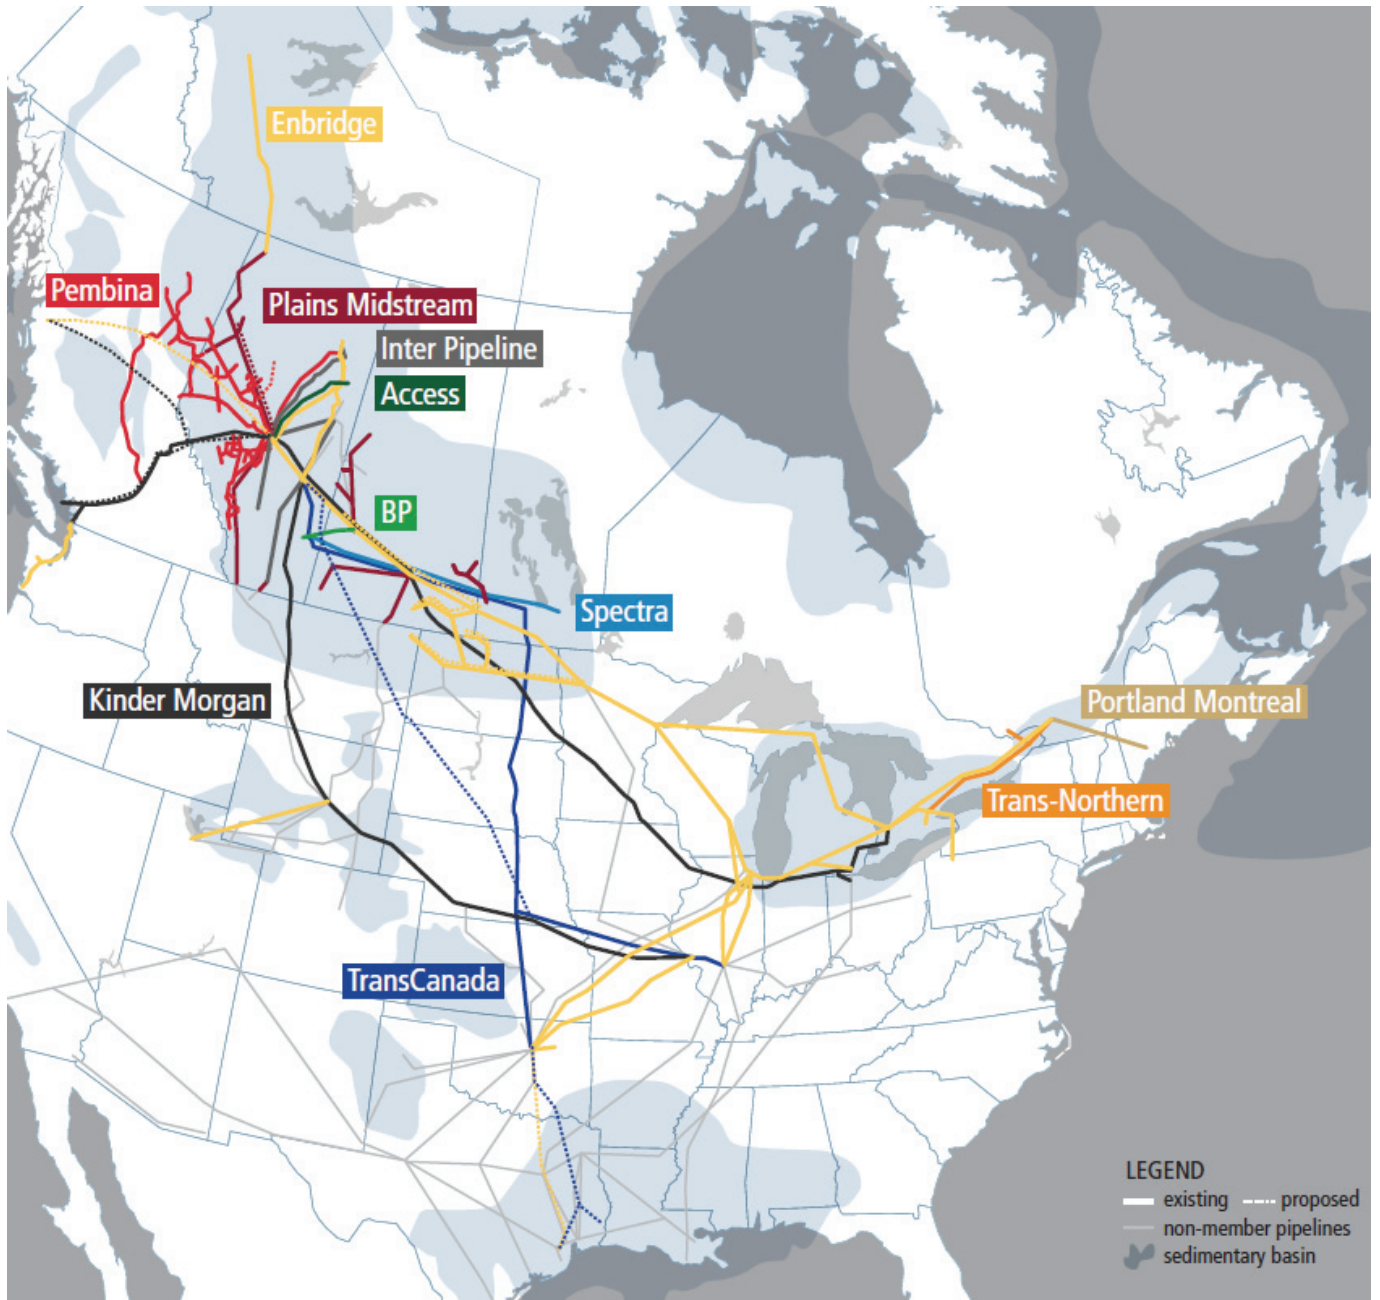 Enbridge
Pembina
Plains Midstream
Inter Pipeline
Access
BP
Spectra
Kinder Morgan
Portland Montreal
Trans-Northern
TransCanada
LEGEND
existing proposed
non-member pipelines
sedimentary basin